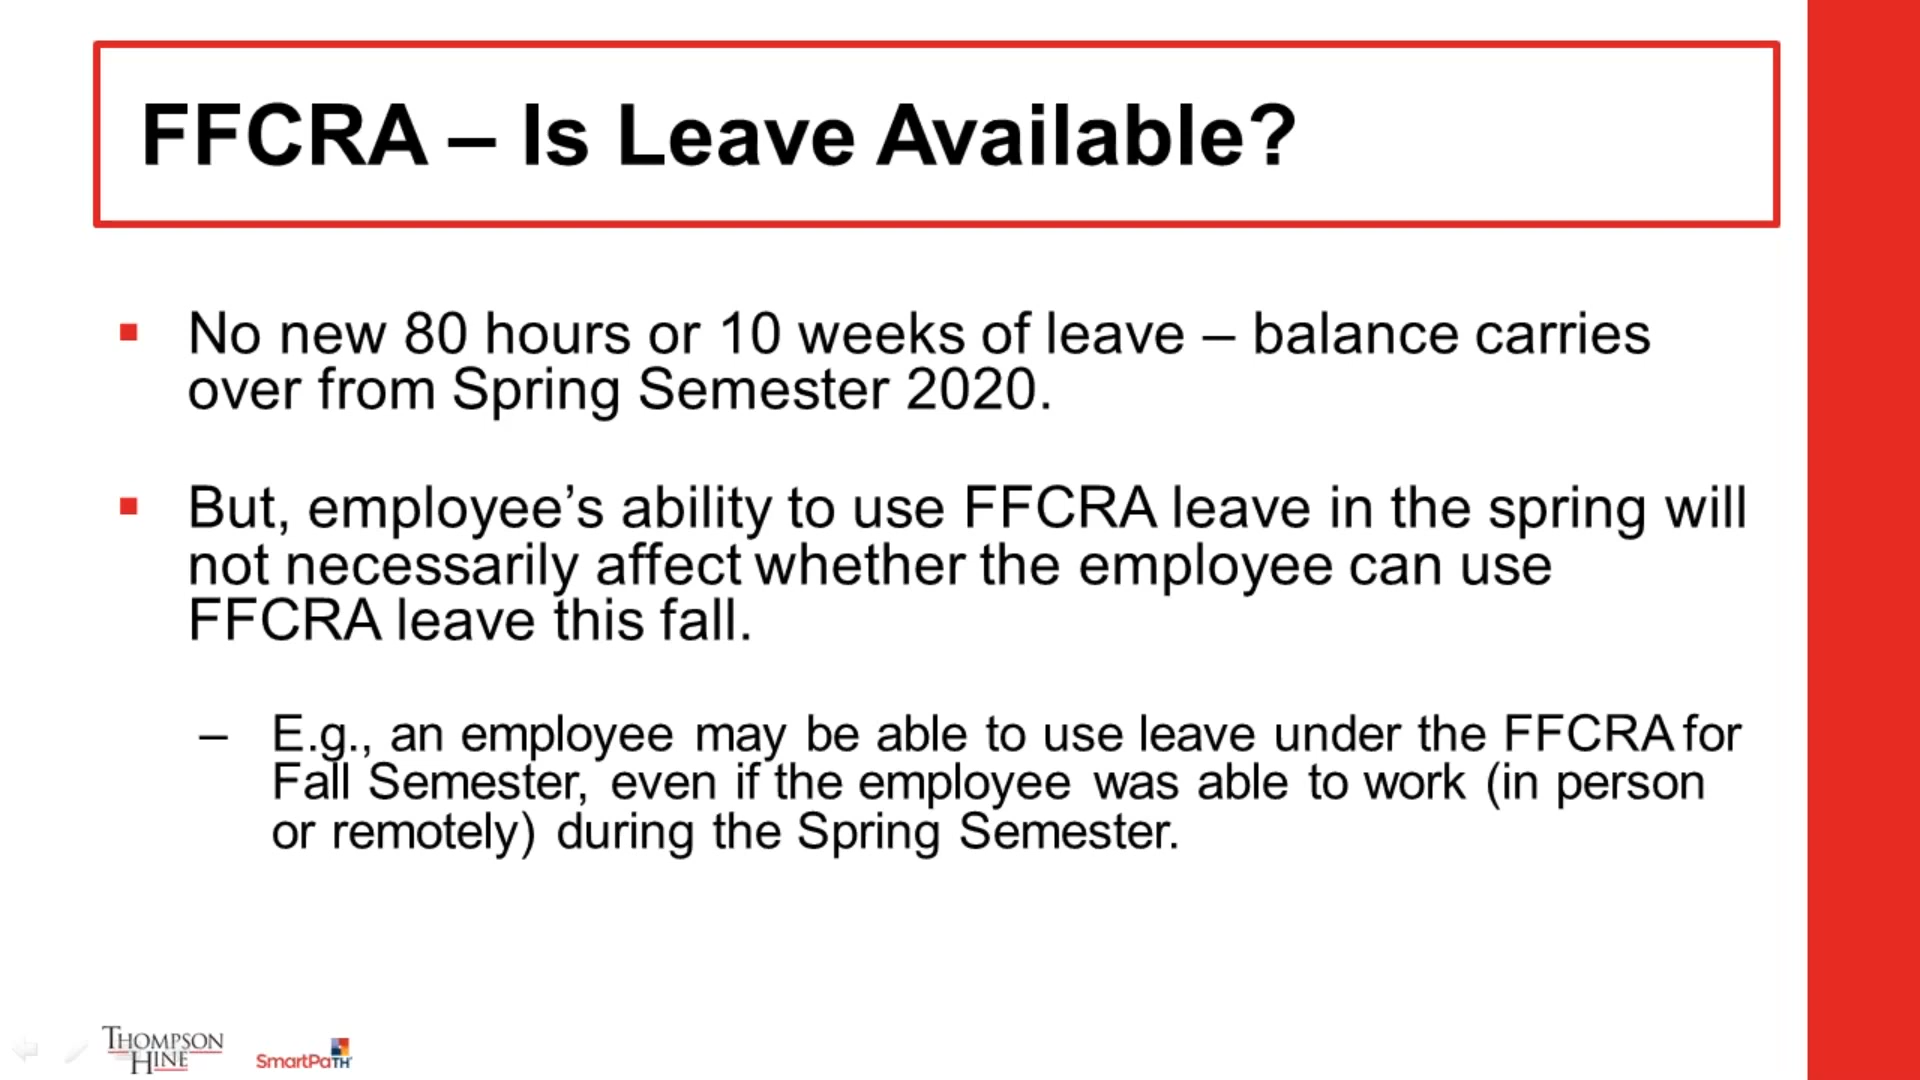 FFCRA – Is Leave Available?
▪ No new 80 hours or 10 weeks of leave – balance carries
over from Spring Semester 2020.
▪ But, employee’s ability to use FFCRA leave in the spring will
not necessarily affect whether the employee can use
FFCRA leave this fall.
– E.g., an employee may be able to use leave under the FFCRA for
Fall Semester, even if the employee was able to work (in person
or remotely) during the Spring Semester.
THOMPSON
HINE
SmartPaTH